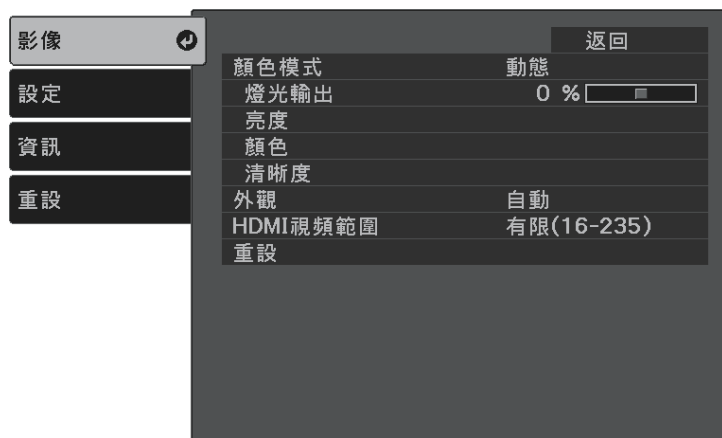 影像
設定
資訊
重設
返回
顏色模式 動態
燈光輸出 0 %
亮度
顏色
清晰度
外觀 自動
HDMI視頻範圍 有限(16-235)
重設